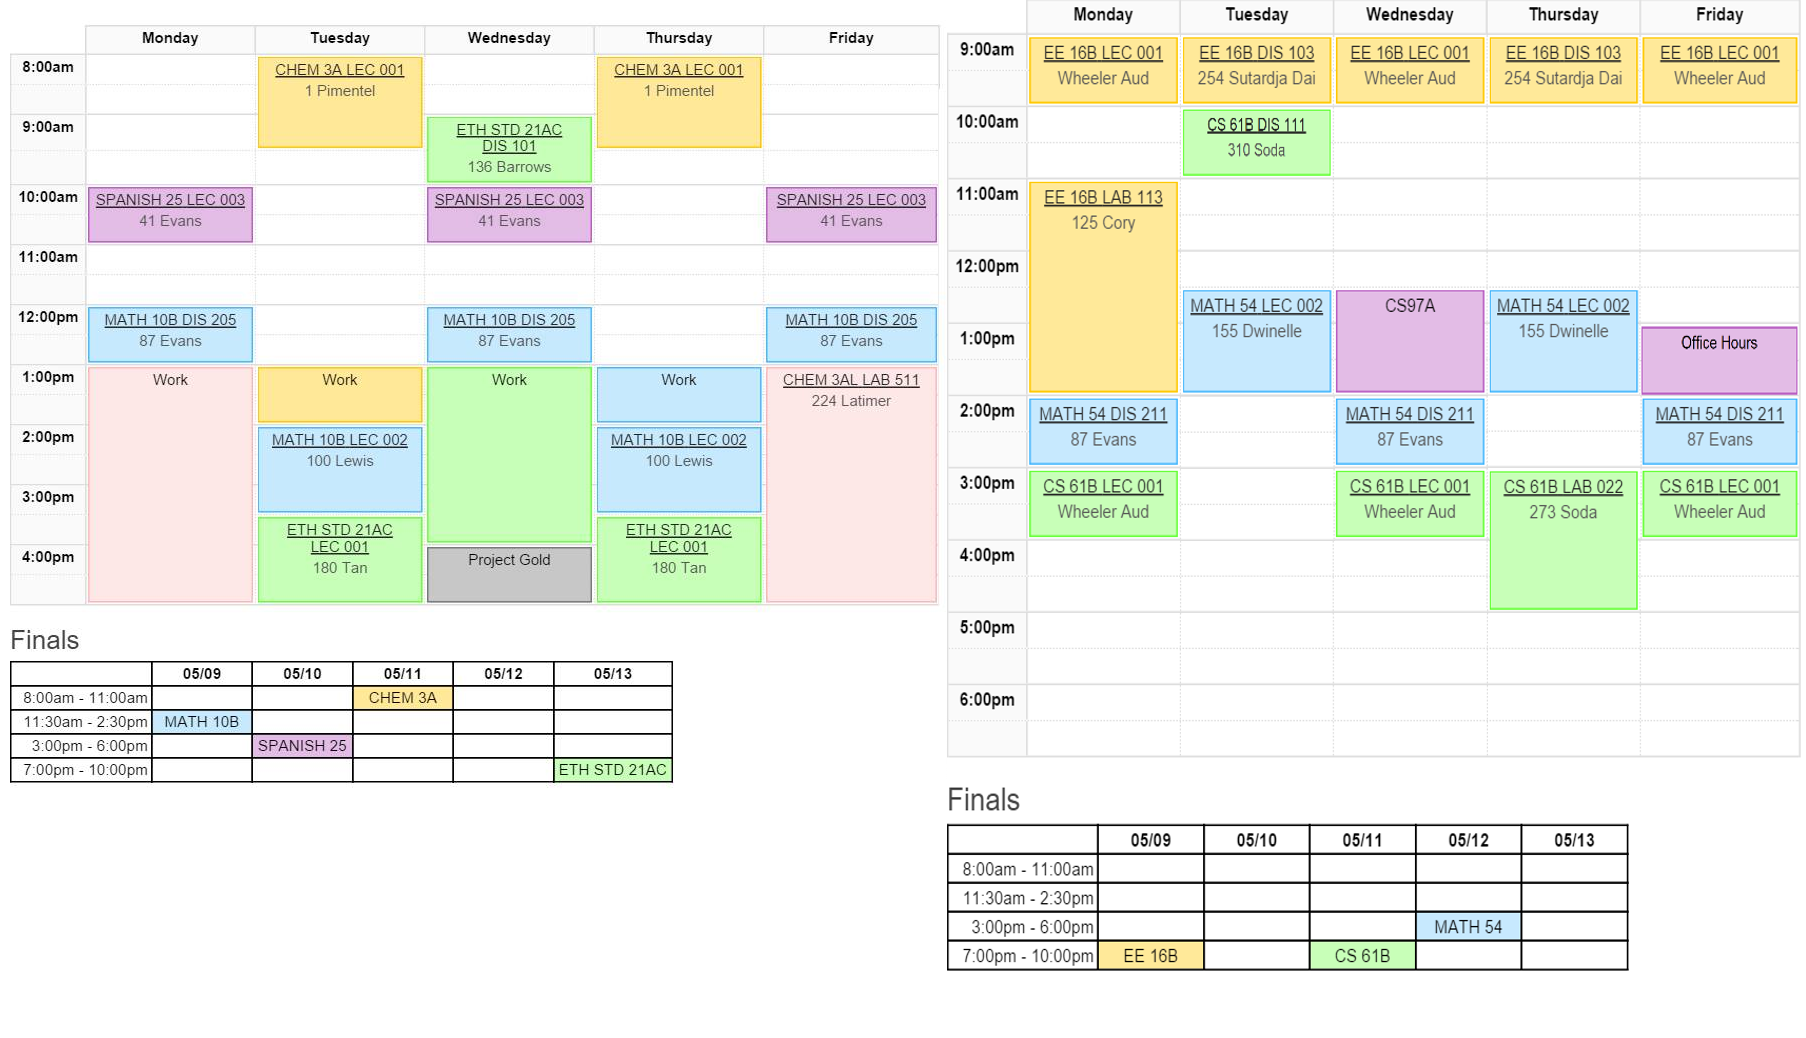 Monday Tuesday Wednesday Thursday Friday
8:00am
CHEM 3A LEC 001
1 Pimentel
CHEM 3A LEC 001
1 Pimentel
9:00am
ETH STD 21AC
DIS 101
136 Barrows
10:00am
SPANISH 25 LEC 003
41 Evans
SPANISH 25 LEC 003
41 Evans
SPANISH 25 LEC 003
41 Evans
11:00am
12:00pm
MATH 10B DIS 205
87 Evans
MATH 10B DIS 205
87 Evans
MATH 10B DIS 205
87 Evans
1:00pm
Work
Work
Work
Work
CHEM 3AL LAB 511
224 Latimer
2:00pm
MATH 10B LEC 002
100 Lewis
MATH 10B LEC 002
100 Lewis
3:00pm
ETH STD 21AC
LEC 001
180 Tan
ETH STD 21AC
LEC 001
180 Tan
4:00pm
Project Gold
Finals
05/09 05/10 05/11 05/12 05/13
8:00am - 11:00am CHEM 3A
11:30am - 2:30pm MATH 10B
3:00pm - 6:00pm SPANISH 25
7:00pm - 10:00pm ETH STD 21AC
Monday Tuesday Wednesday Thursday Friday
9:00am
EE 16B LEC 001
Wheeler Aud
EE 16B DIS 103
254 Sutardja Dai
EE 16B LEC 001
Wheeler Aud
EE 16B DIS 103
254 Sutardja Dai
EE 16B LEC 001
Wheeler Aud
10:00am
CS 61B DIS 111
310 Soda
11:00am
EE 16B LAB 113
125 Cory
12:00pm
MATH 54 LEC 002
155 Dwinelle
CS97A
MATH 54 LEC 002
155 Dwinelle
1:00pm
Office Hours
2:00pm
MATH 54 DIS 211
87 Evans
MATH 54 DIS 211
87 Evans
MATH 54 DIS 211
87 Evans
3:00pm
CS 61B LEC 001
Wheeler Aud
CS 61B LEC 001
Wheeler Aud
CS 61B LAB 022
273 Soda
CS 61B LEC 001
Wheeler Aud
4:00pm
5:00pm
6:00pm
Finals
05/09 05/10 05/11 05/12 05/13
8:00am - 11:00am
11:30am - 2:30pm
3:00pm - 6:00pm MATH 54
7:00pm - 10:00pm EE 16B CS 61B